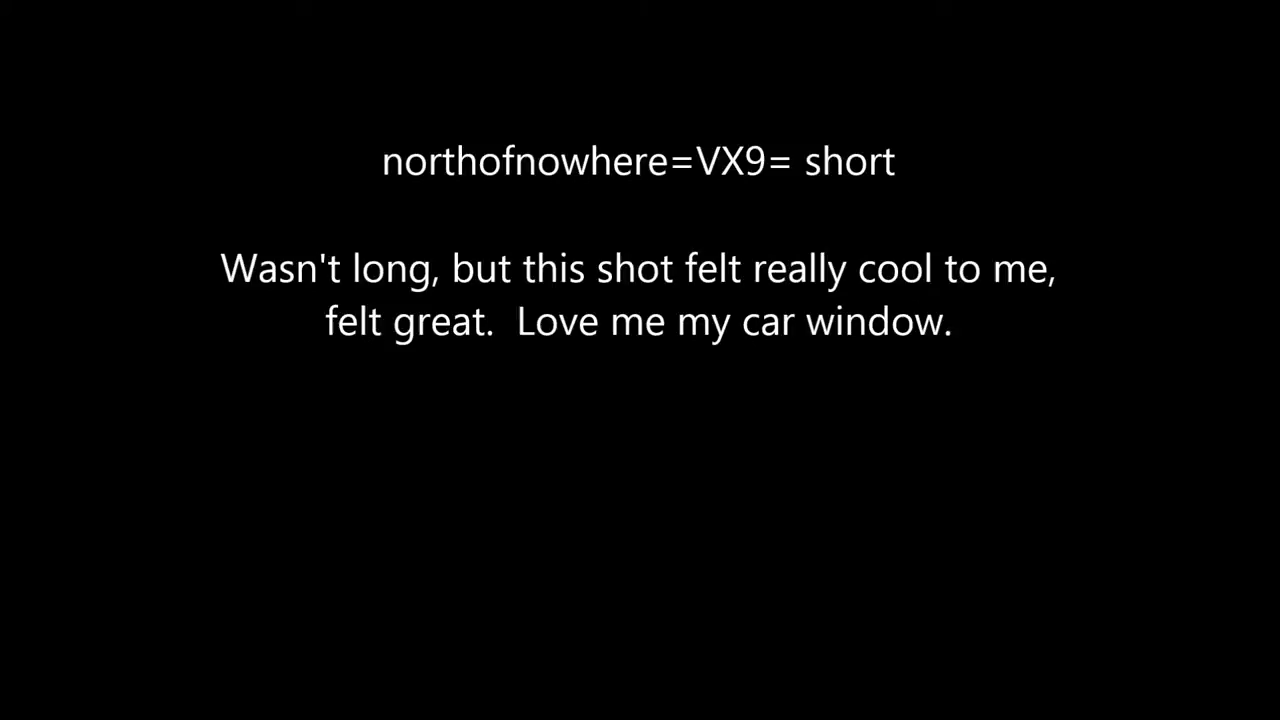 northofnowhere=VX9= short
Wasn't long, but this shot felt really cool to me,
felt great.  Love me my car window.